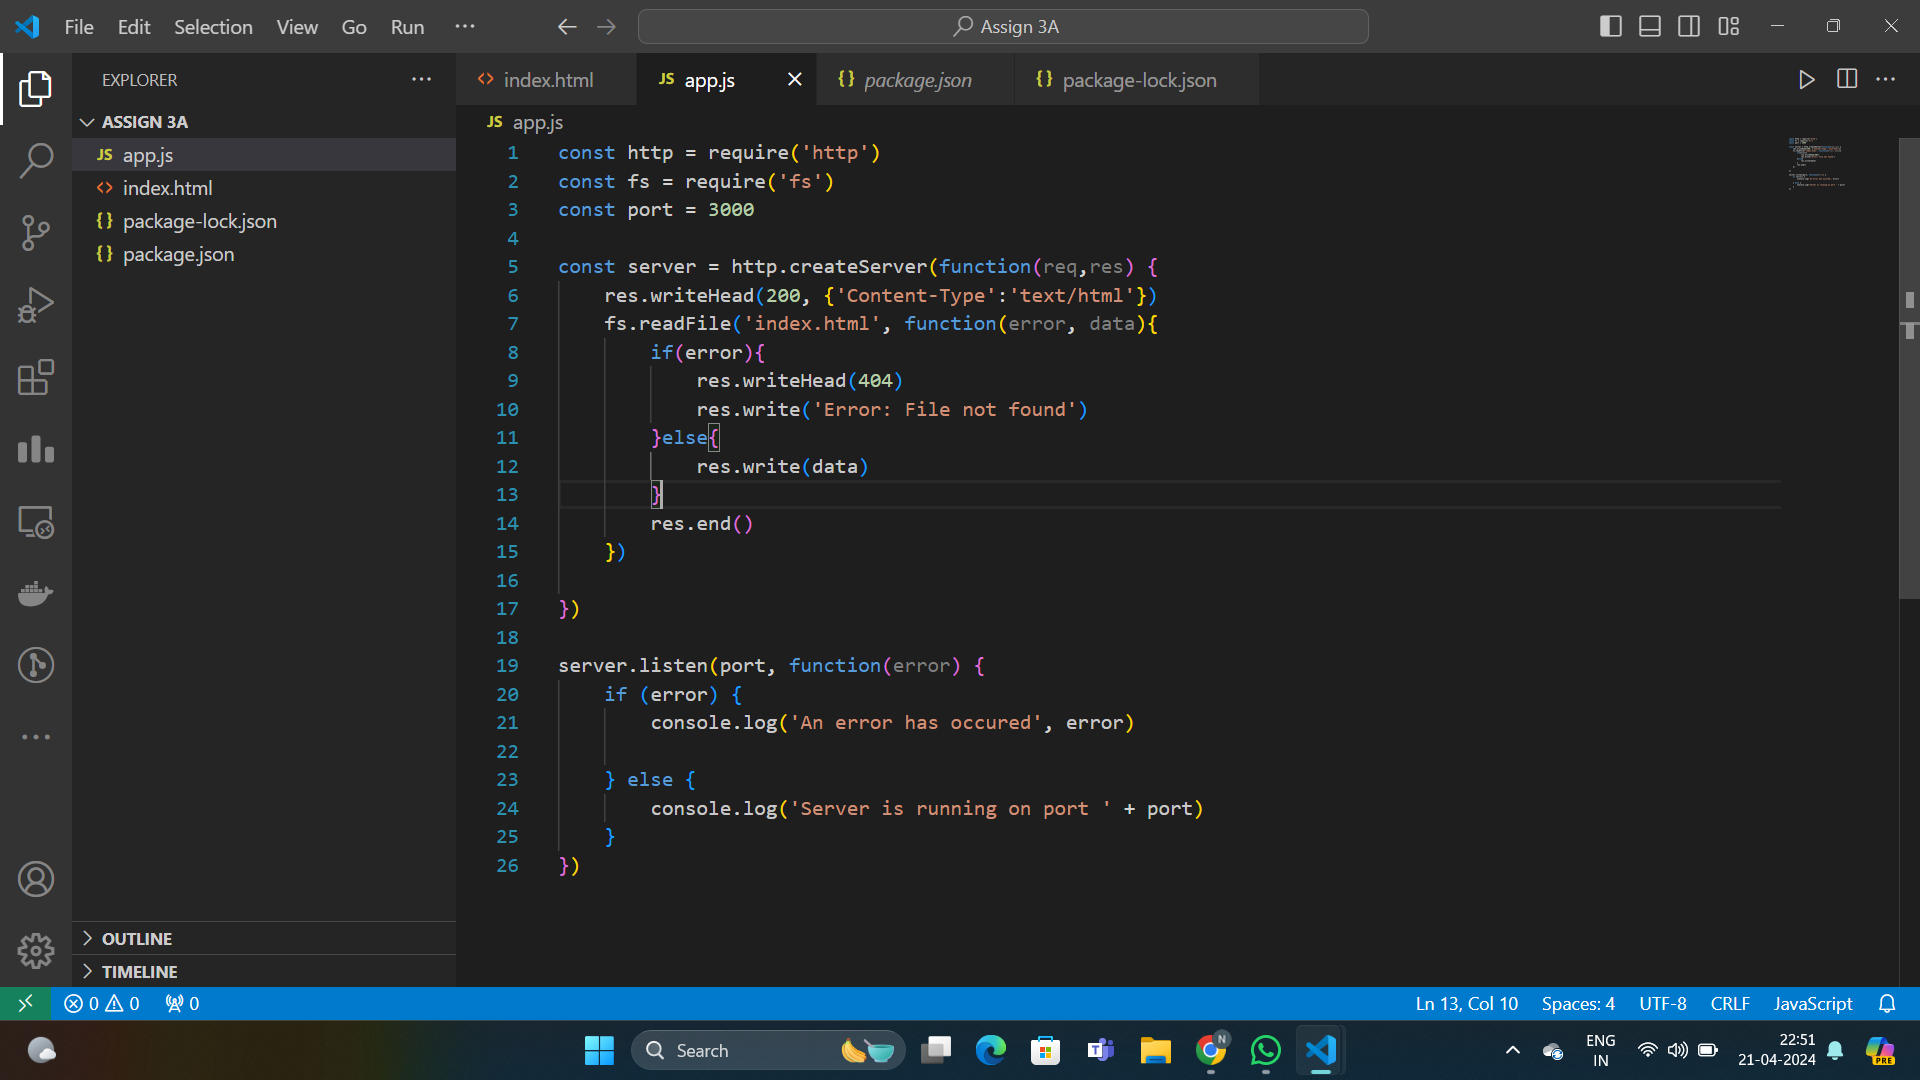 File Edit Selection View Go Run ··· Assign 3A
EXPLORER ···
index.html
JS app.js
{} package.json
{} package-lock.json
ASSIGN 3A
JS app.js
index.html
{} package-lock.json
{} package.json
JS app.js
1 const http = require('http')
2 const fs = require('fs')
3 const port = 3000
4
5 const server = http.createServer(function(req,res) {
6 res.writeHead(200, {'Content-Type':'text/html'})
7 fs.readFile('index.html', function(error, data){
8 if(error){
9 res.writeHead(404)
10 res.write('Error: File not found')
11 }else{
12 res.write(data)
13 }
14 res.end()
15 })
16
17 })
18
19 server.listen(port, function(error) {
20 if (error) {
21 console.log('An error has occured', error)
22
23 } else {
24 console.log('Server is running on port ' + port)
25 }
26 })
OUTLINE
TIMELINE
0 0 0
Ln 13, Col 10 Spaces: 4 UTF-8 CRLF JavaScript
Search
N
ENG
IN
22:51
21-04-2024
PRE